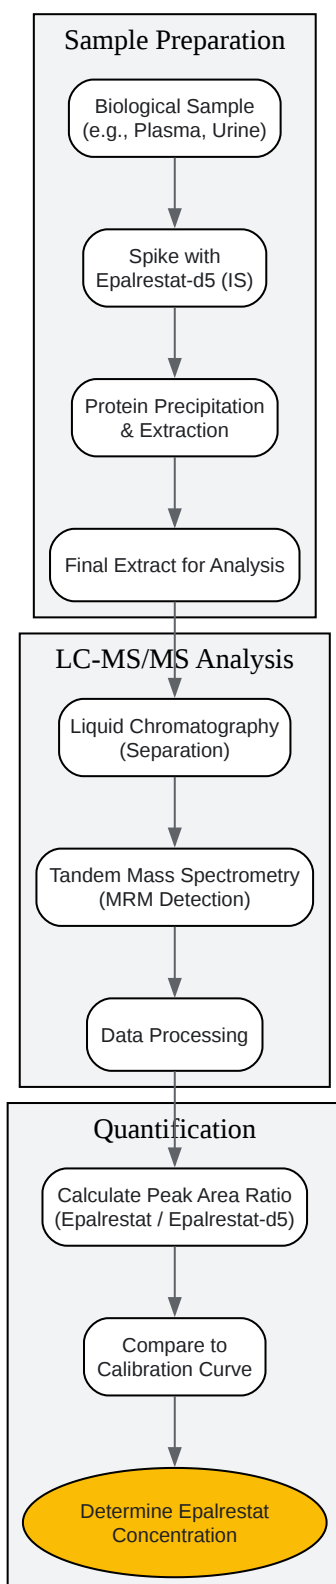 Sample Preparation
Biological Sample
(e.g., Plasma, Urine)
Spike with
Epalrestat-d5 (IS)
Protein Precipitation
& Extraction
Final Extract for Analysis
LC-MS/MS Analysis
Liquid Chromatography
(Separation)
Tandem Mass Spectrometry
(MRM Detection)
Data Processing
Quantification
Calculate Peak Area Ratio
(Epalrestat / Epalrestat-d5)
Compare to
Calibration Curve
Determine Epalrestat
Concentration